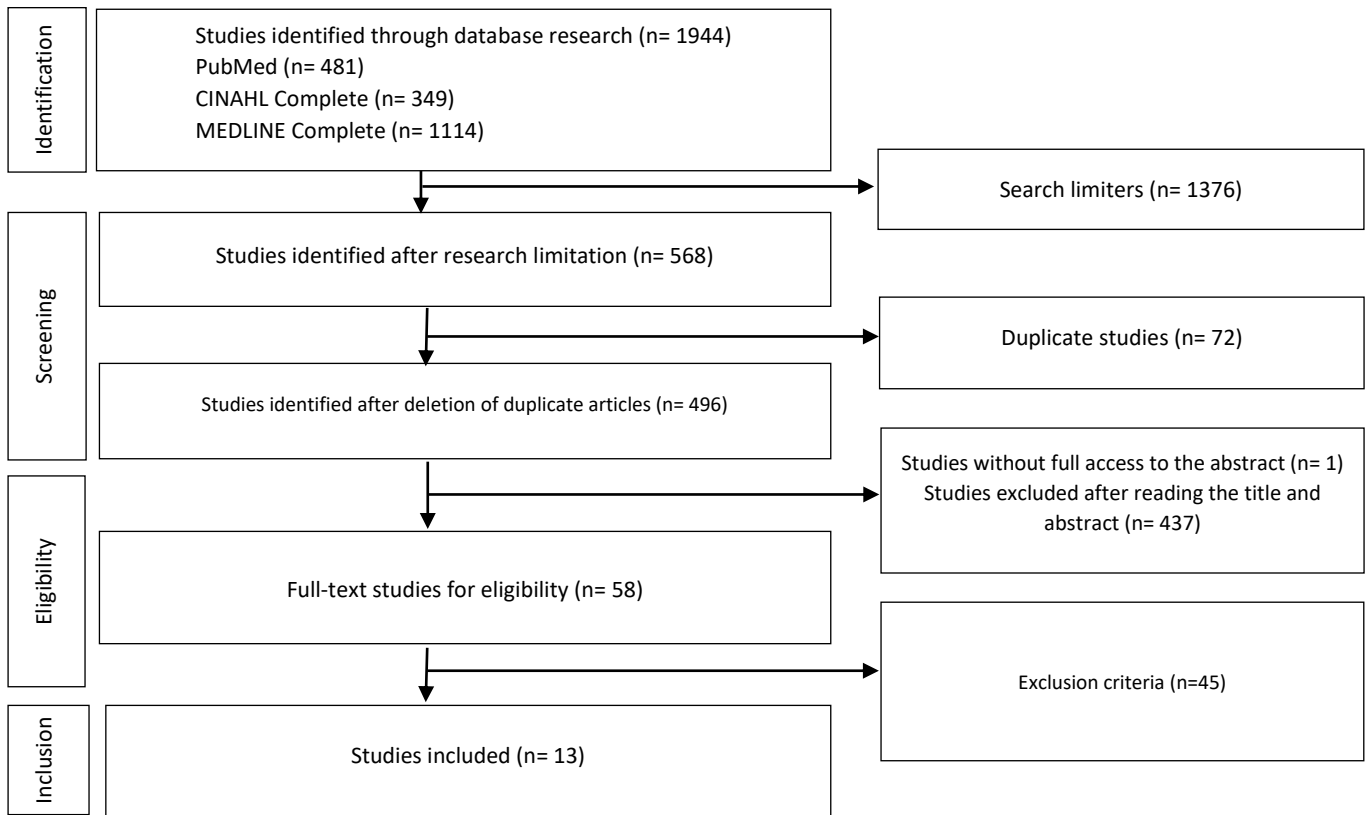 Identification
Studies identified through database research (n= 1944)
PubMed (n= 481)
CINAHL Complete (n= 349)
MEDLINE Complete (n= 1114)
Search limiters (n= 1376)
Screening
Studies identified after research limitation (n= 568)
Duplicate studies (n= 72)
Studies identified after deletion of duplicate articles (n= 496)
Studies without full access to the abstract (n= 1)
Studies excluded after reading the title and
abstract (n= 437)
Eligibility
Full-text studies for eligibility (n= 58)
Exclusion criteria (n=45)
Inclusion
Studies included (n= 13)